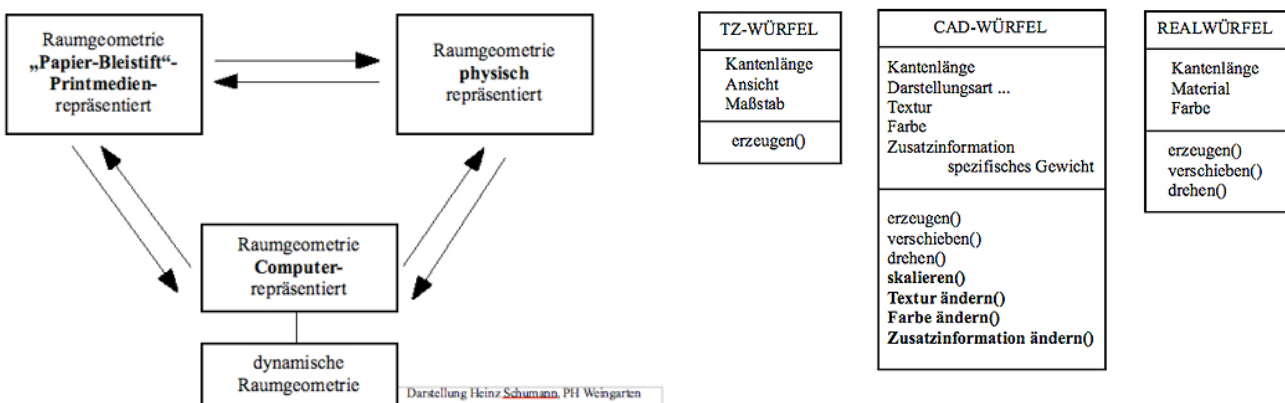 Raumgeometrie
„Papier-Bleistift“-
Printmedien-
repräsentiert
Raumgeometrie
physisch
repräsentiert
Raumgeometrie
Computer-
repräsentiert
dynamische
Raumgeometrie
Darstellung Heinz Schumann, PH Weingarten
TZ-WÜRFEL
Kantenlänge
Ansicht
Maßstab
erzeugen()
CAD-WÜRFEL
Kantenlänge
Darstellungsart ...
Textur
Farbe
Zusatzinformation
spezifisches Gewicht
erzeugen()
verschieben()
drehen()
skalieren()
Textur ändern()
Farbe ändern()
Zusatzinformation ändern()
REALWÜRFEL
Kantenlänge
Material
Farbe
erzeugen()
verschieben()
drehen()